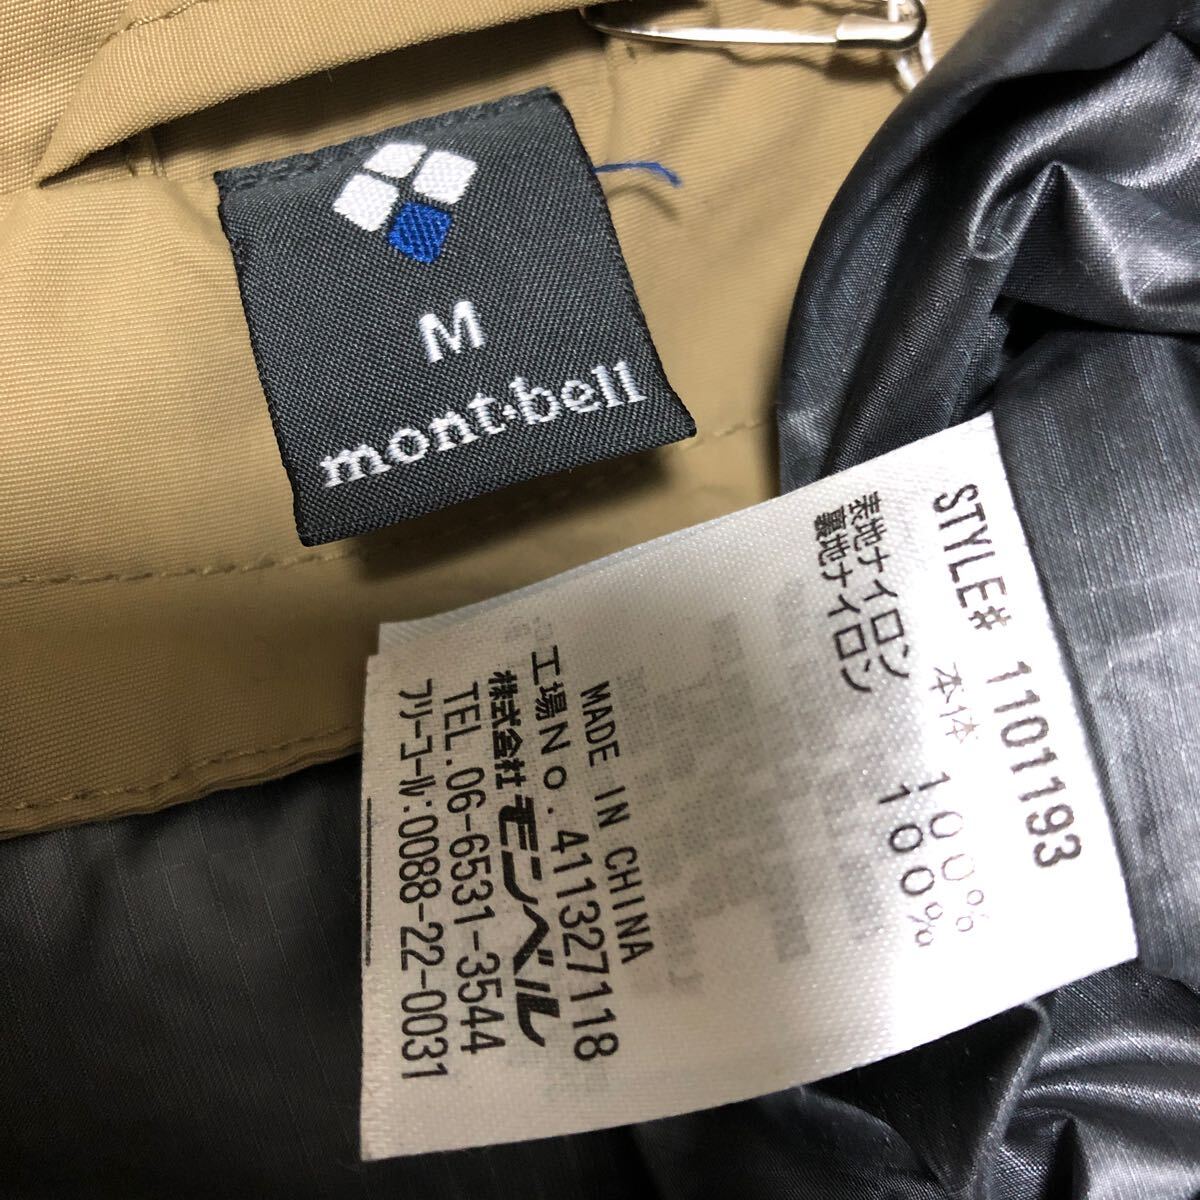 M
mont·bell
STYLE# 1101193
本体
表地ナイロン 100%
裏地ナイロン 100%
MADE IN CHINA
工場No.411327118
株式会社モンベル
TEL.06-6531-3544
フリーコール:0088-22-0031